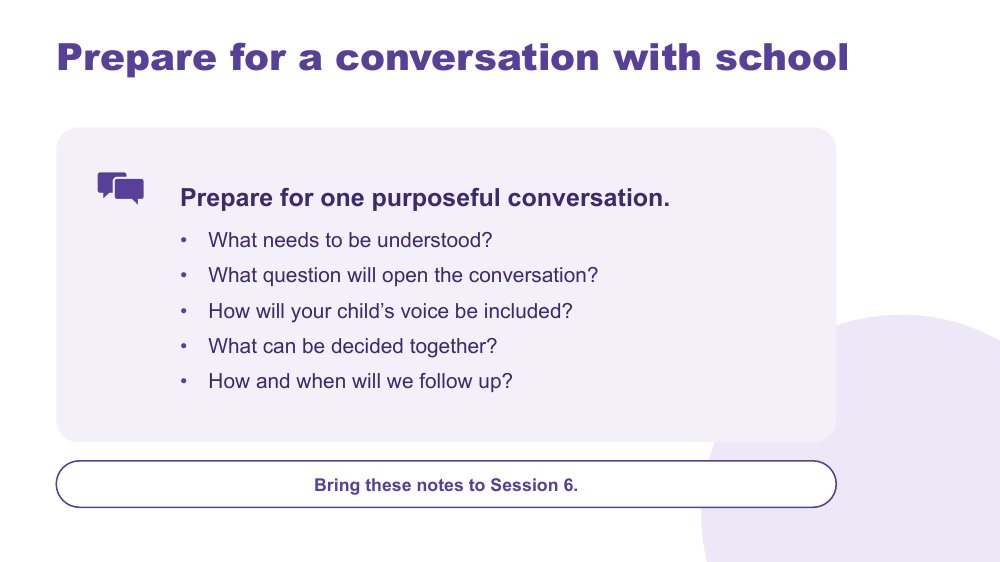 Prepare for a conversation with school
Prepare for one purposeful conversation.
• What needs to be understood?
• What question will open the conversation?
• How will your child’s voice be included?
• What can be decided together?
• How and when will we follow up?
Bring these notes to Session 6.